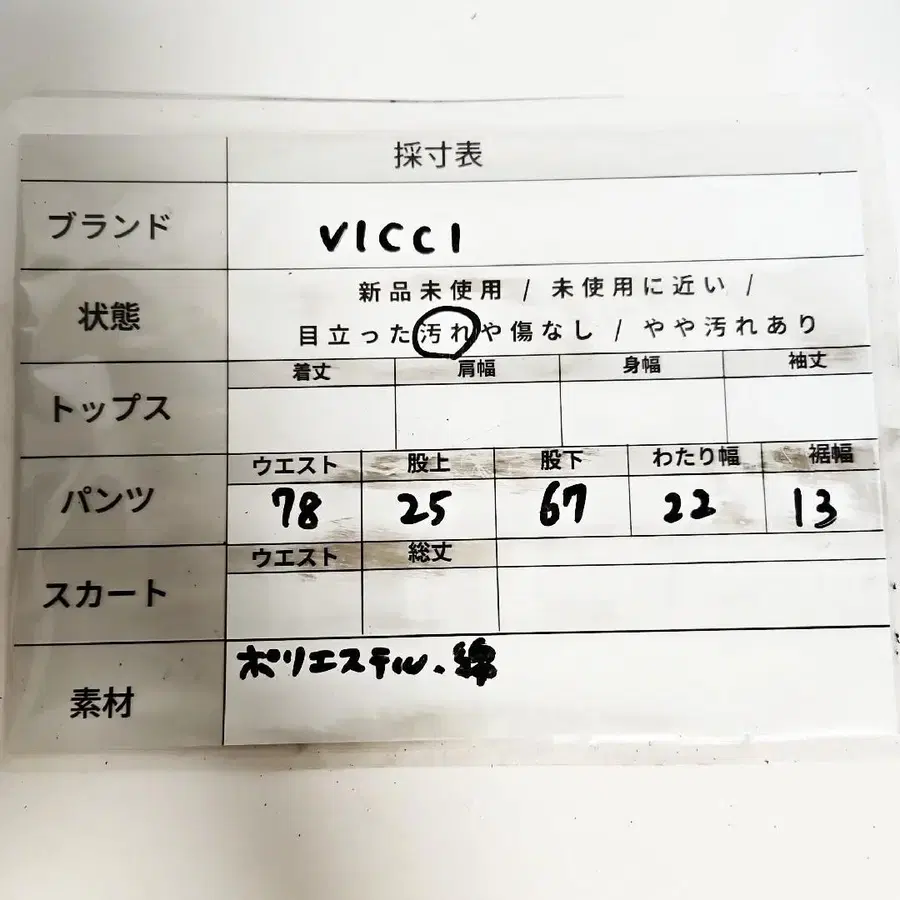 採寸表
ブランド VICCI
状態 新品未使用 / 未使用に近い /
目立った汚れや傷なし / やや汚れあり
トップス 着丈 肩幅 身幅 袖丈
パンツ ウエスト 股上 股下 わたり幅 裾幅
78 25 67 22 13
スカート ウエスト 総丈
素材 ポリエステル、綿